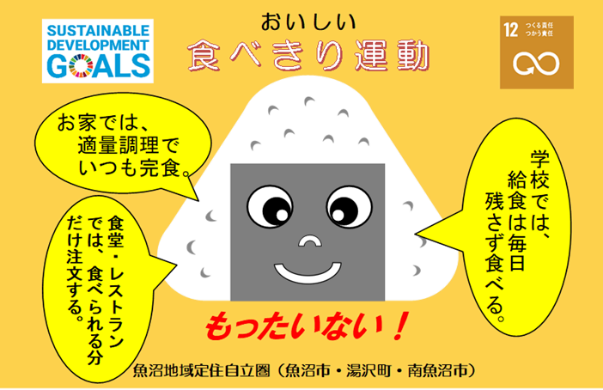 SUSTAINABLE
DEVELOPMENT
GOALS
おいしい
食べきり運動
12 つくる責任
つかう責任
お家では、
適量調理で
いつも完食。
学校では、
給食は毎日
残さず食べる。
食堂・レストラン
では、食べられる分
だけ注文する。
もったいない!
魚沼地域定住自立圏(魚沼市・湯沢町・南魚沼市)